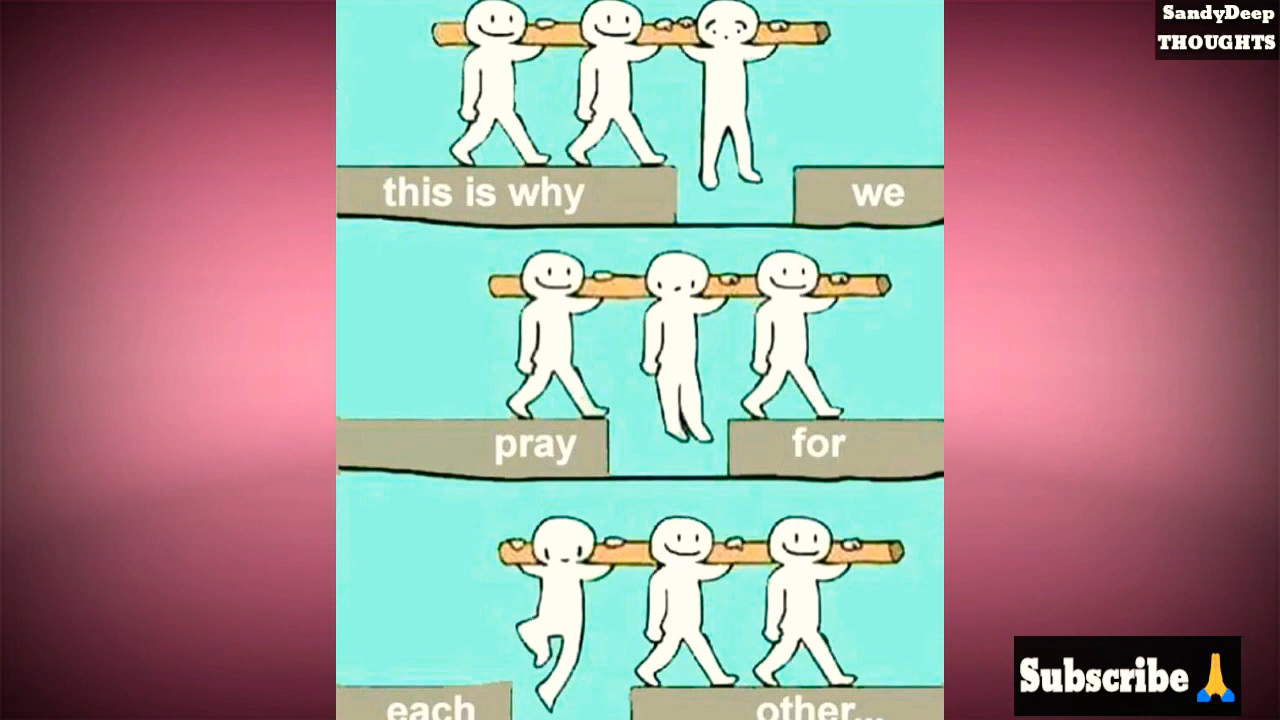 SandyDeep
THOUGHTS
this is why we
pray for
each other...
Subscribe